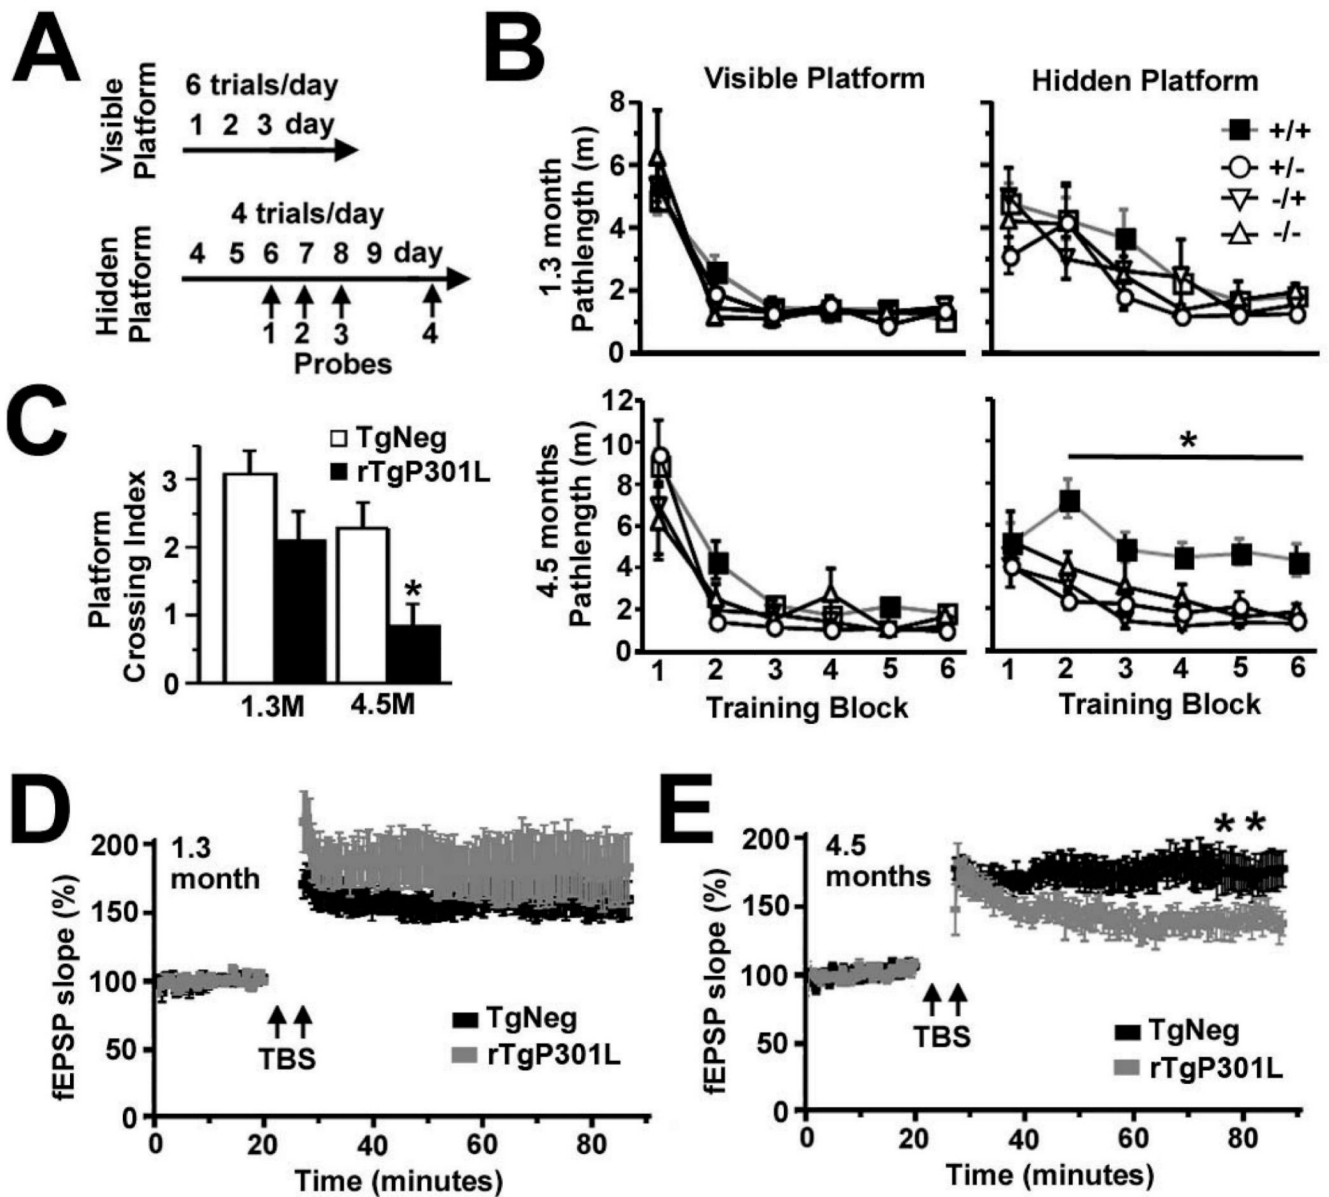 A
Visible
Platform
6 trials/day
1 2 3 day
Hidden
Platform
4 trials/day
4 5 6 7 8 9 day
1 2 3 4
Probes
B
Visible Platform
Hidden Platform
1.3 month
Pathlength (m)
8
6
4
2
0
+/+
+/-
-/+
-/-
4.5 months
Pathlength (m)
12
10
8
6
4
2
0
*
1 2 3 4 5 6
Training Block
1 2 3 4 5 6
Training Block
C
Platform
Crossing Index
3
2
1
0
TgNeg
rTgP301L
*
1.3M 4.5M
D
fEPSP slope (%)
200
150
100
50
0
1.3
month
TBS
TgNeg
rTgP301L
0 20 40 60 80
Time (minutes)
E
fEPSP slope (%)
200
150
100
50
0
4.5
months
* *
TBS
TgNeg
rTgP301L
0 20 40 60 80
Time (minutes)